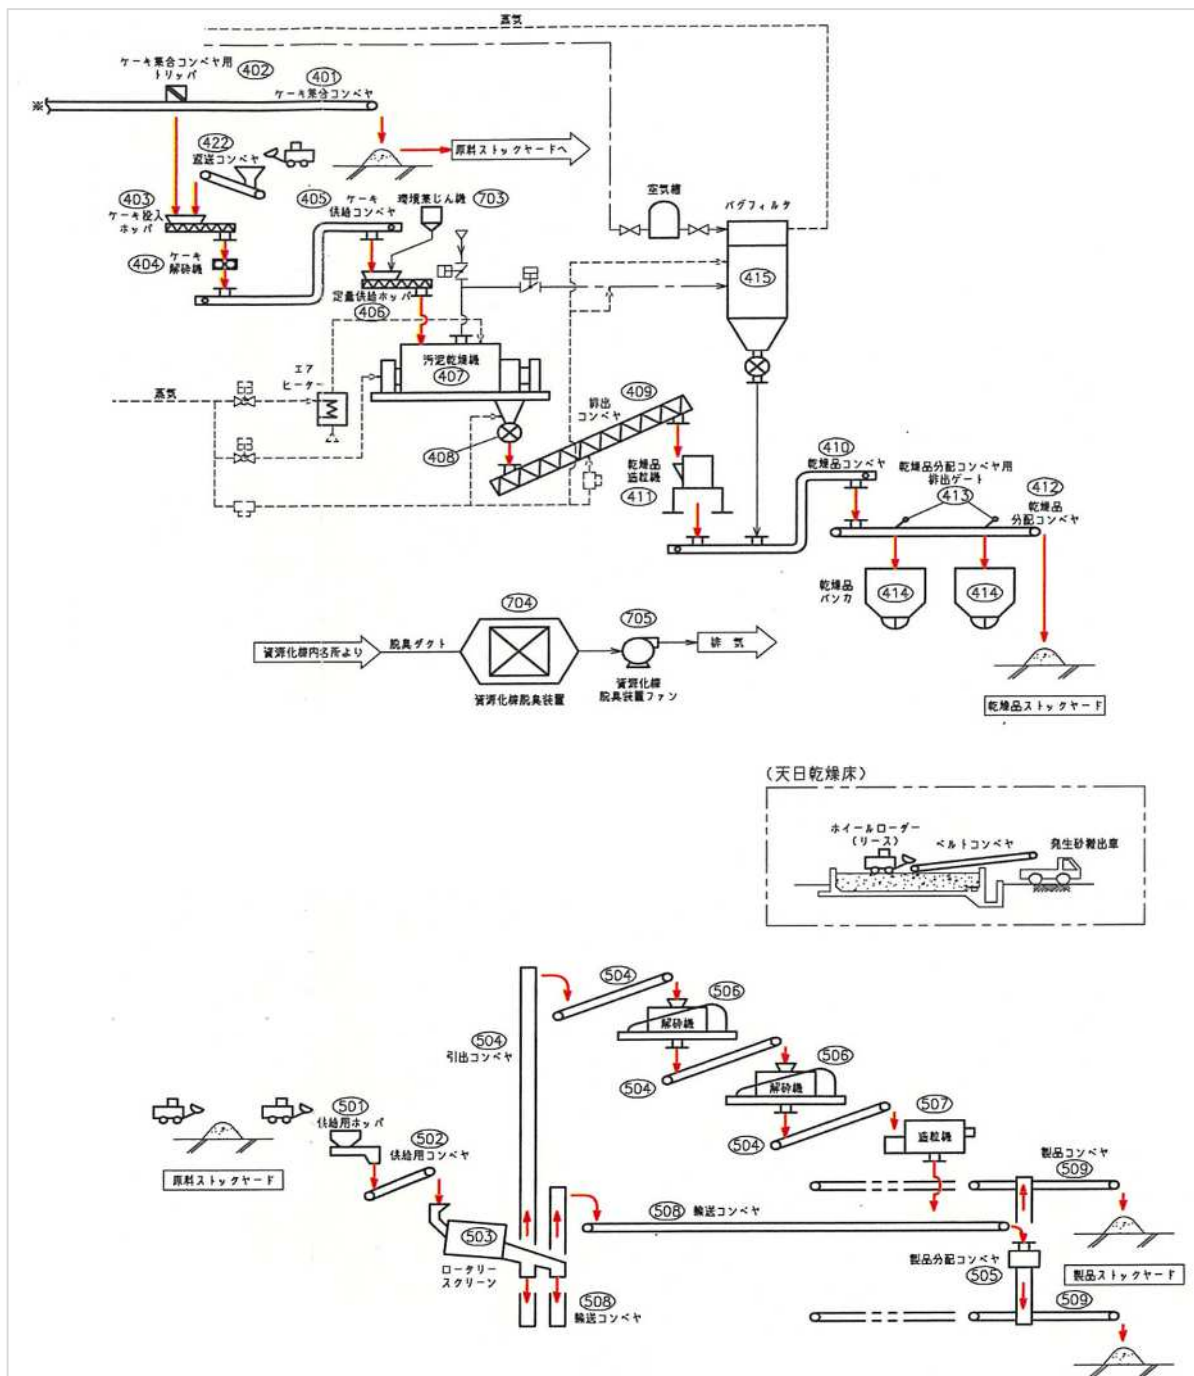 蒸気
ケーキ集合コンベヤ用
トリッパ
402
401
ケーキ集合コンベヤ
※
422
返送コンベヤ
原料ストックヤードへ
403
ケーキ投入
ホッパ
405
ケーキ
供給コンベヤ
環境集じん機
703
空気槽
バグフィルタ
404
ケーキ
解砕機
415
定量供給ホッパ
406
汚泥乾燥機
407
エア
ヒーター
蒸気
409
排出
コンベヤ
408
乾燥品
造粒機
411
410
乾燥品コンベヤ
乾燥品分配コンベヤ用
排出ゲート
413
412
乾燥品
分配コンベヤ
乾燥品
バンカ
414
414
704
705
資源化棟内各所より
脱臭ダクト
排気
資源化棟脱臭装置
資源化棟
脱臭装置ファン
乾燥品ストックヤード
(天日乾燥床)
ホイールローダー
(リース)
ベルトコンベヤ
発生砂搬出車
504
506
解砕機
504
引出コンベヤ
504
506
解砕機
501
供給用ホッパ
502
供給用コンベヤ
504
507
造粒機
原料ストックヤード
製品コンベヤ
509
508
輸送コンベヤ
503
ロータリー
スクリーン
製品分配コンベヤ
505
製品ストックヤード
508
輸送コンベヤ
509